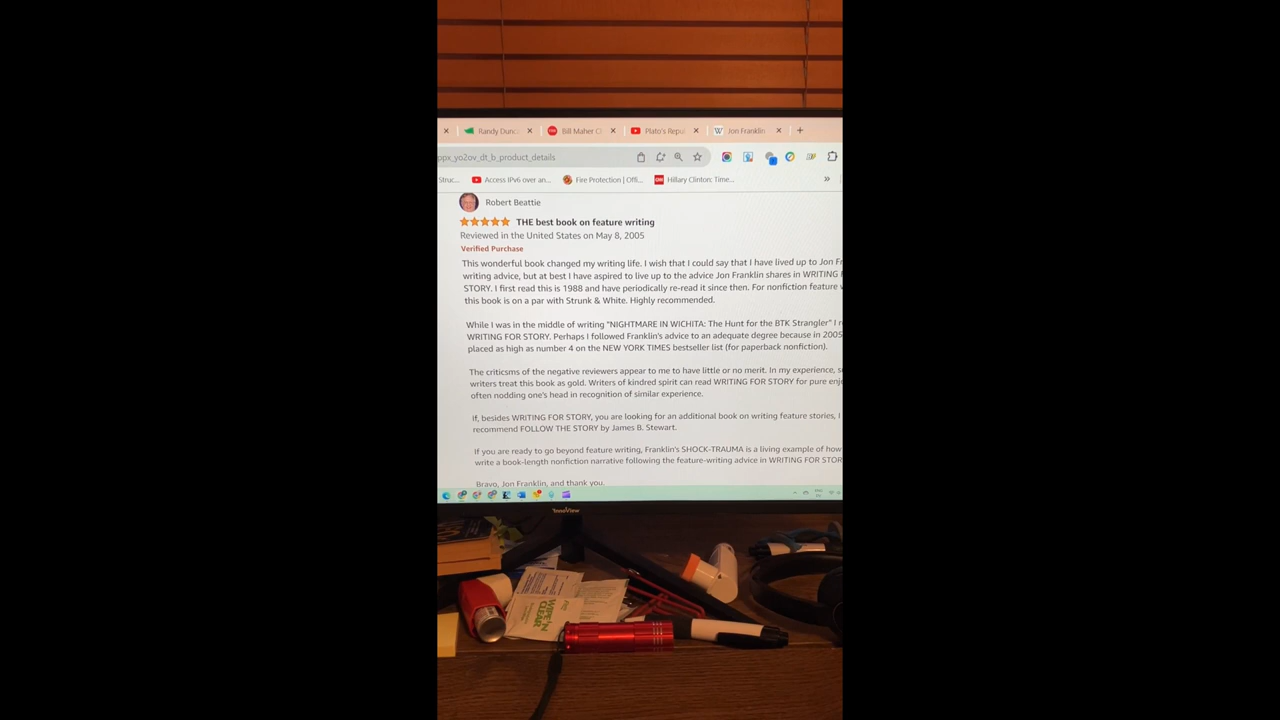 Randy Dunc
Bill Maher C
Plato's Repu
Jon Franklin
ppx_yo2ov_dt_b_product_details
Struc...
Access IPv6 over an...
Fire Protection | Offi...
Hillary Clinton: Time...
Robert Beattie
THE best book on feature writing
Reviewed in the United States on May 8, 2005
Verified Purchase
This wonderful book changed my writing life. I wish that I could say that I have lived up to Jon Fr
writing advice, but at best I have aspired to live up to the advice Jon Franklin shares in WRITING F
STORY. I first read this is 1988 and have periodically re-read it since then. For nonfiction feature w
this book is on a par with Strunk & White. Highly recommended.
While I was in the middle of writing "NIGHTMARE IN WICHITA: The Hunt for the BTK Strangler" I r
WRITING FOR STORY. Perhaps I followed Franklin's advice to an adequate degree because in 2005
placed as high as number 4 on the NEW YORK TIMES bestseller list (for paperback nonfiction).
The criticsms of the negative reviewers appear to me to have little or no merit. In my experience, s
writers treat this book as gold. Writers of kindred spirit can read WRITING FOR STORY for pure enj
often nodding one's head in recognition of similar experience.
If, besides WRITING FOR STORY, you are looking for an additional book on writing feature stories, I
recommend FOLLOW THE STORY by James B. Stewart.
If you are ready to go beyond feature writing, Franklin's SHOCK-TRAUMA is a living example of how
write a book-length nonfiction narrative following the feature-writing advice in WRITING FOR STOR
Bravo, Jon Franklin, and thank you.
InnoView
WIPE'N
CLEAR